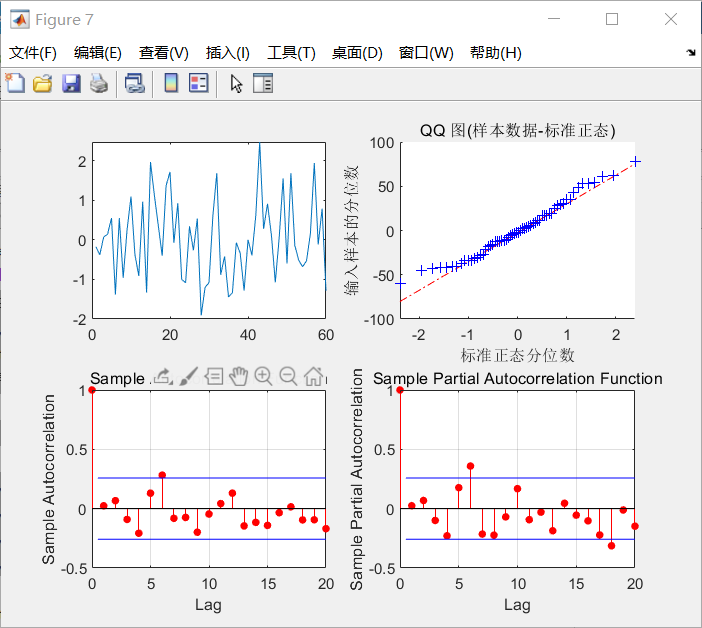 Figure 7
文件(F) 编辑(E) 查看(V) 插入(I) 工具(T) 桌面(D) 窗口(W) 帮助(H)
2
1
0
-1
-2
0 20 40 60
QQ 图(样本数据-标准正态)
输入样本的分位数
100
50
0
-50
-100
-2 -1 0 1 2
标准正态分位数
Sample
Sample Autocorrelation
1
0.5
0
-0.5
0 5 10 15 20
Lag
Sample Partial Autocorrelation Function
Sample Partial Autocorrelation
1
0.5
0
-0.5
0 5 10 15 20
Lag